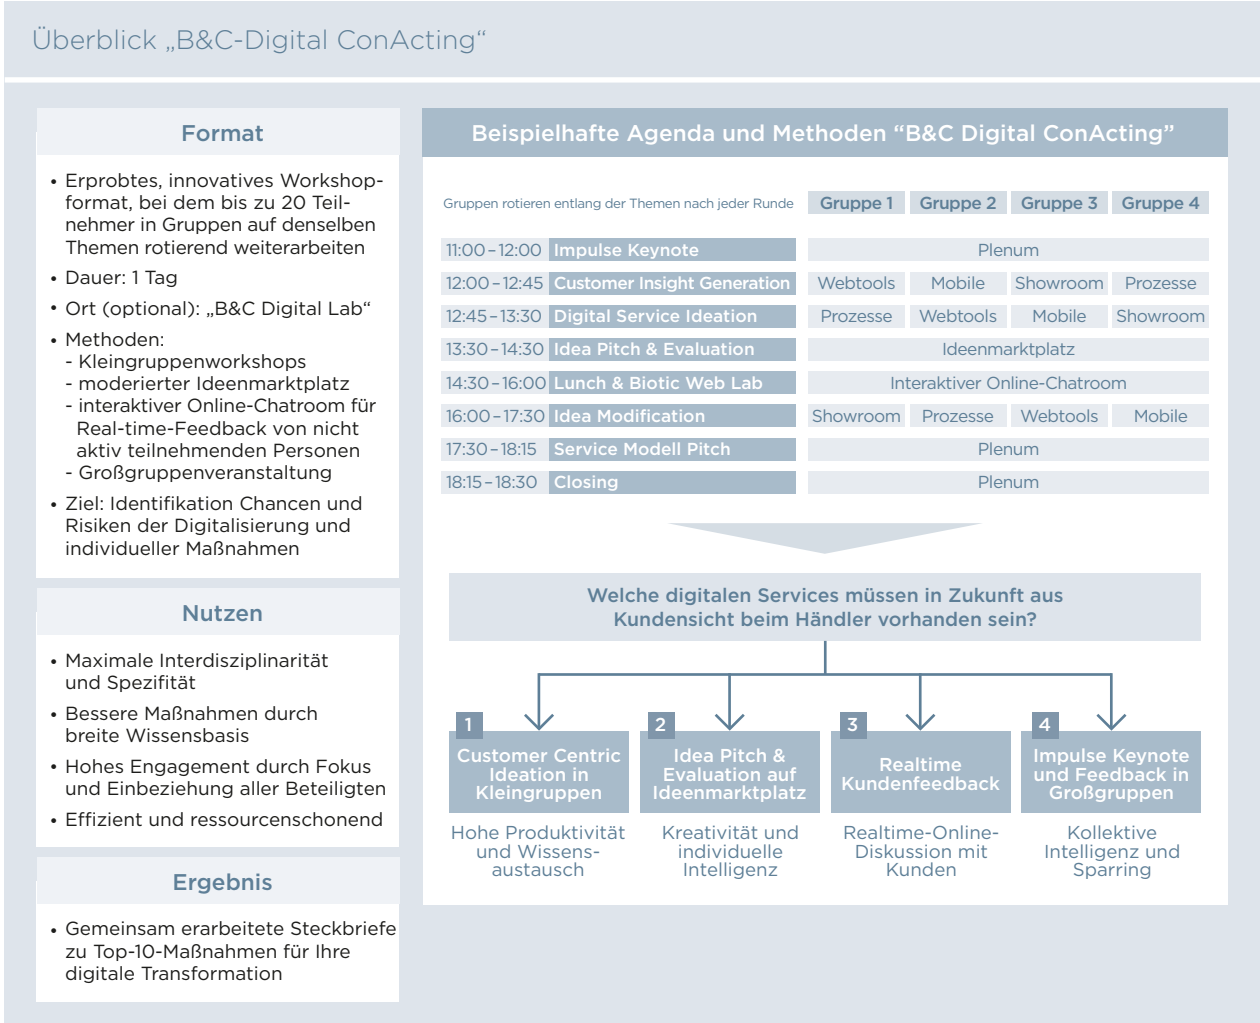 Überblick „B&C-Digital ConActing“
Format
• Erprobtes, innovatives Workshop-
format, bei dem bis zu 20 Teil-
nehmer in Gruppen auf denselben
Themen rotierend weiterarbeiten
• Dauer: 1 Tag
• Ort (optional): „B&C Digital Lab“
• Methoden:
- Kleingruppenworkshops
- moderierter Ideenmarktplatz
- interaktiver Online-Chatroom für
Real-time-Feedback von nicht
aktiv teilnehmenden Personen
- Großgruppenveranstaltung
• Ziel: Identifikation Chancen und
Risiken der Digitalisierung und
individueller Maßnahmen
Nutzen
• Maximale Interdisziplinarität
und Spezifität
• Bessere Maßnahmen durch
breite Wissensbasis
• Hohes Engagement durch Fokus
und Einbeziehung aller Beteiligten
• Effizient und ressourcenschonend
Ergebnis
• Gemeinsam erarbeitete Steckbriefe
zu Top-10-Maßnahmen für Ihre
digitale Transformation
Beispielhafte Agenda und Methoden “B&C Digital ConActing”
Gruppen rotieren entlang der Themen nach jeder Runde Gruppe 1 Gruppe 2 Gruppe 3 Gruppe 4
11:00 – 12:00 Impulse Keynote Plenum
12:00 – 12:45 Customer Insight Generation Webtools Mobile Showroom Prozesse
12:45 – 13:30 Digital Service Ideation Prozesse Webtools Mobile Showroom
13:30 – 14:30 Idea Pitch & Evaluation Ideenmarktplatz
14:30 – 16:00 Lunch & Biotic Web Lab Interaktiver Online-Chatroom
16:00 – 17:30 Idea Modification Showroom Prozesse Webtools Mobile
17:30 – 18:15 Service Modell Pitch Plenum
18:15 – 18:30 Closing Plenum
Welche digitalen Services müssen in Zukunft aus
Kundensicht beim Händler vorhanden sein?
1
Customer Centric
Ideation in
Kleingruppen
Hohe Produktivität
und Wissens-
austausch
2
Idea Pitch &
Evaluation auf
Ideenmarktplatz
Kreativität und
individuelle
Intelligenz
3
Realtime
Kundenfeedback
Realtime-Online-
Diskussion mit
Kunden
4
Impulse Keynote
und Feedback in
Großgruppen
Kollektive
Intelligenz und
Sparring